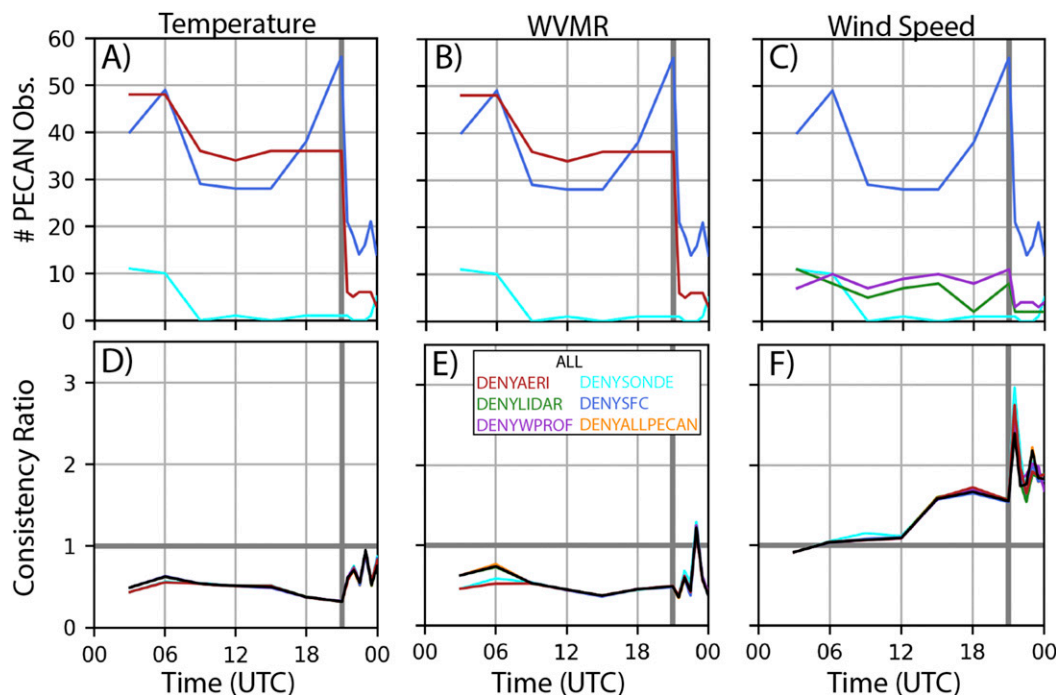 Temperature WVMR Wind Speed
# PECAN Obs.
60
50
40
30
20
10
0
A) B) C)
Consistency Ratio
3
2
1
0
D) E) F)
ALL
DENYAERI DENYSONDE
DENYLIDAR DENYSFC
DENYWPROF DENYALLPECAN
00 06 12 18 00 06 12 18 00 06 12 18 00
Time (UTC) Time (UTC) Time (UTC)